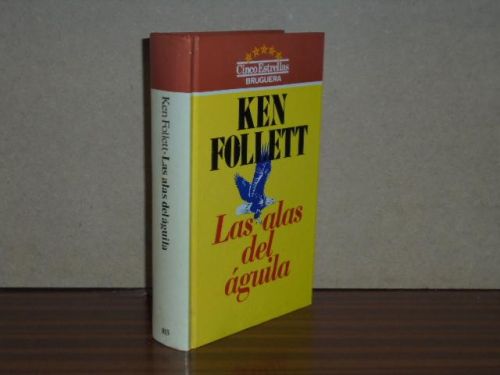 Cinco Estrellas
BRUGUERA
KEN
FOLLETT
Las alas
del
águila
Ken Follett - Las alas del águila